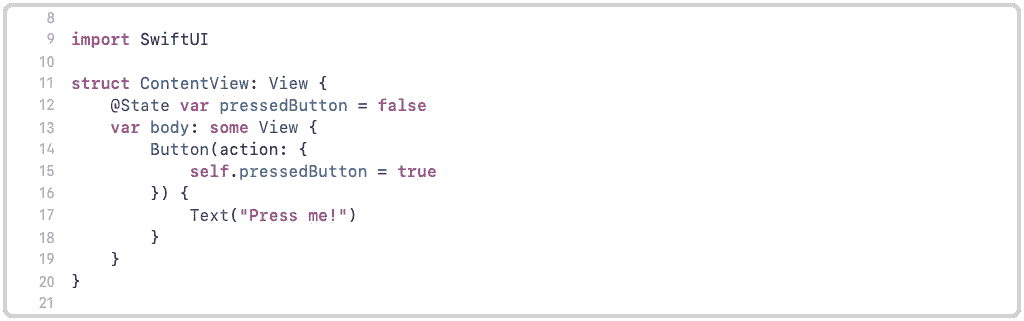 8
9 import SwiftUI
10
11 struct ContentView: View {
12     @State var pressedButton = false
13     var body: some View {
14         Button(action: {
15             self.pressedButton = true
16         }) {
17             Text("Press me!")
18         }
19     }
20 }
21